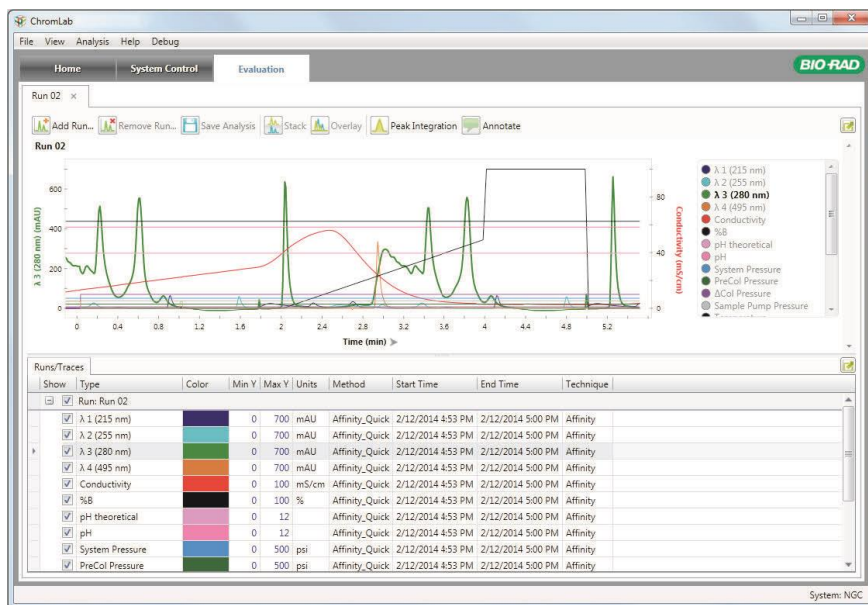 ChromLab
File View Analysis Help Debug
Home System Control Evaluation BIO-RAD
Run 02 ×
Add Run... Remove Run... Save Analysis Stack Overlay Peak Integration Annotate
Run 02
λ 3 (280 nm) (mAU)
600
400
200
0
0 0.4 0.8 1.2 1.6 2 2.4 2.8 3.2 3.6 4 4.4 4.8 5.2
Time (min)
80
40
0
Conductivity (mS/cm)
λ 1 (215 nm)
λ 2 (255 nm)
λ 3 (280 nm)
λ 4 (495 nm)
Conductivity
%B
pH theoretical
pH
System Pressure
PreCol Pressure
ΔCol Pressure
Sample Pump Pressure
Runs/Traces
Show Type Color Min Y Max Y Units Method Start Time End Time Technique
Run: Run 02
λ 1 (215 nm) 0 700 mAU Affinity_Quick 2/12/2014 4:53 PM 2/12/2014 5:00 PM Affinity
λ 2 (255 nm) 0 700 mAU Affinity_Quick 2/12/2014 4:53 PM 2/12/2014 5:00 PM Affinity
λ 3 (280 nm) 0 700 mAU Affinity_Quick 2/12/2014 4:53 PM 2/12/2014 5:00 PM Affinity
λ 4 (495 nm) 0 700 mAU Affinity_Quick 2/12/2014 4:53 PM 2/12/2014 5:00 PM Affinity
Conductivity 0 100 mS/cm Affinity_Quick 2/12/2014 4:53 PM 2/12/2014 5:00 PM Affinity
%B 0 100 % Affinity_Quick 2/12/2014 4:53 PM 2/12/2014 5:00 PM Affinity
pH theoretical 0 12 Affinity_Quick 2/12/2014 4:53 PM 2/12/2014 5:00 PM Affinity
pH 0 12 Affinity_Quick 2/12/2014 4:53 PM 2/12/2014 5:00 PM Affinity
System Pressure 0 500 psi Affinity_Quick 2/12/2014 4:53 PM 2/12/2014 5:00 PM Affinity
PreCol Pressure 0 500 psi Affinity_Quick 2/12/2014 4:53 PM 2/12/2014 5:00 PM Affinity
System: NGC